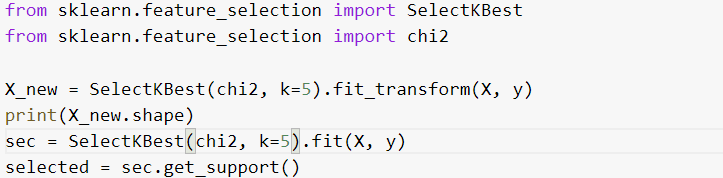 from sklearn.feature_selection import SelectKBest
from sklearn.feature_selection import chi2
X_new = SelectKBest(chi2, k=5).fit_transform(X, y)
print(X_new.shape)
sec = SelectKBest(chi2, k=5).fit(X, y)
selected = sec.get_support()